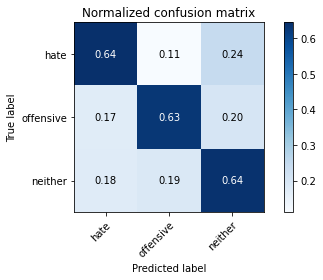 Normalized confusion matrix
True label
hate 0.64 0.11 0.24
offensive 0.17 0.63 0.20
neither 0.18 0.19 0.64
hate offensive neither
Predicted label
0.6
0.5
0.4
0.3
0.2